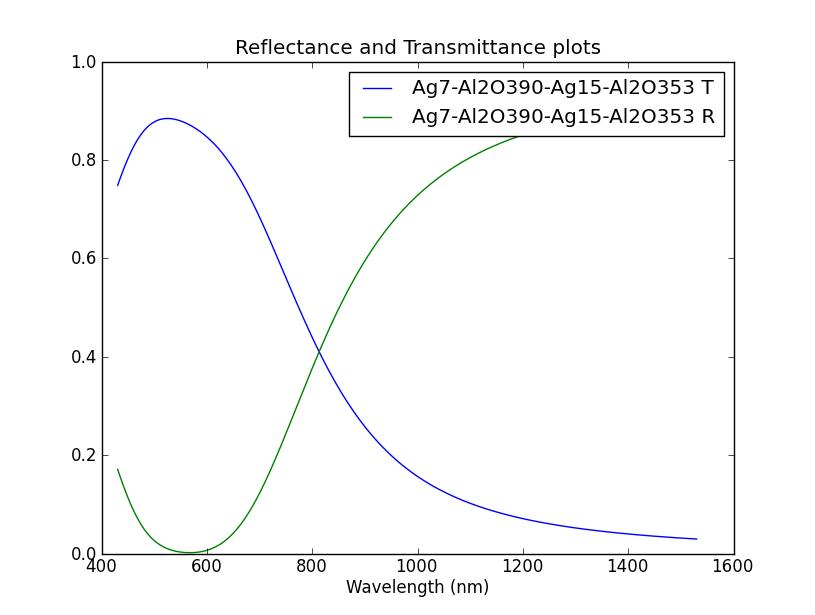 Reflectance and Transmittance plots
1.0
Ag7-Al2O390-Ag15-Al2O353 T
Ag7-Al2O390-Ag15-Al2O353 R
0.8
0.6
0.4
0.2
0.0
400 600 800 1000 1200 1400 1600
Wavelength (nm)